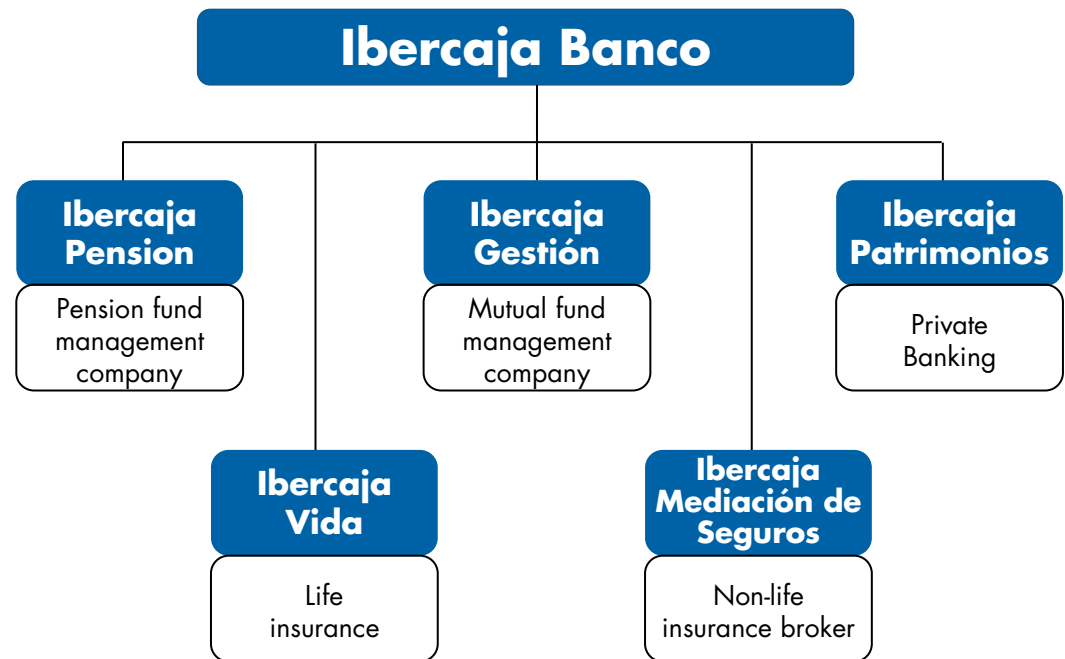 Ibercaja Banco
Ibercaja
Pension
Pension fund
management
company
Ibercaja
Gestión
Mutual fund
management
company
Ibercaja
Patrimonios
Private
Banking
Ibercaja
Vida
Life
insurance
Ibercaja
Mediación de
Seguros
Non-life
insurance broker